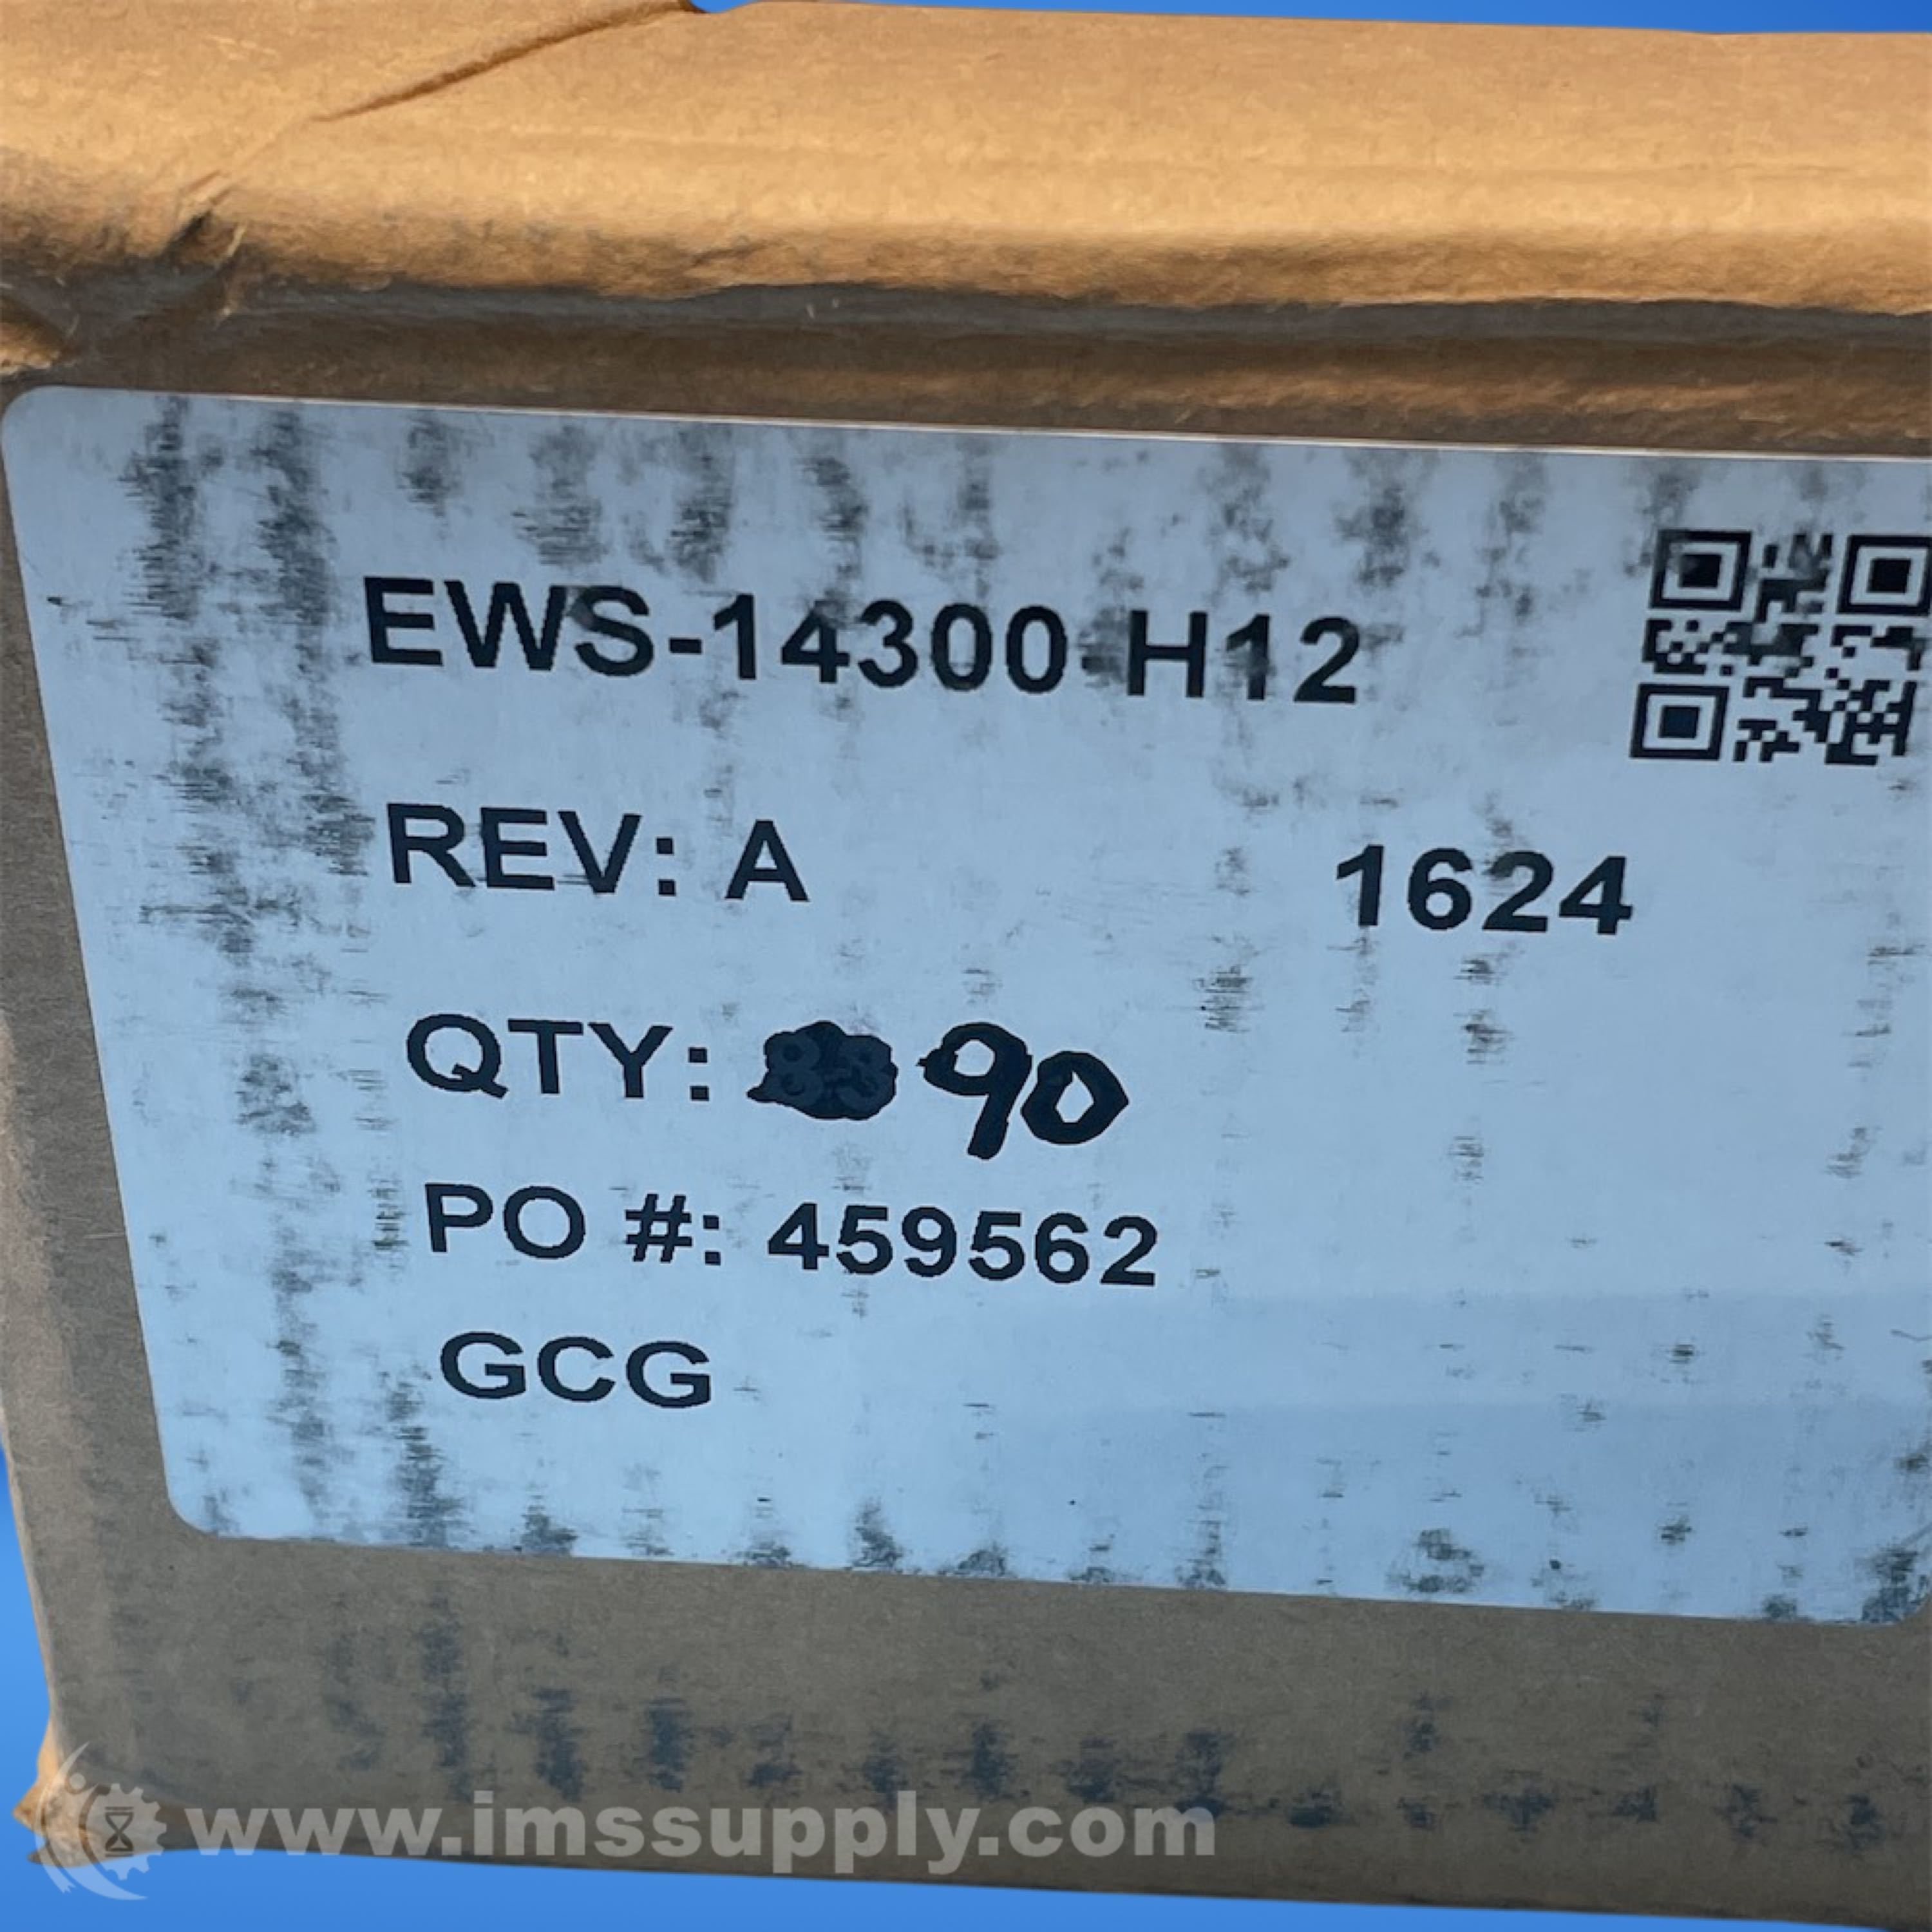 EWS-14300-H12
REV: A 1624
QTY: 90
PO #: 459562
GCG
www.imssupply.com